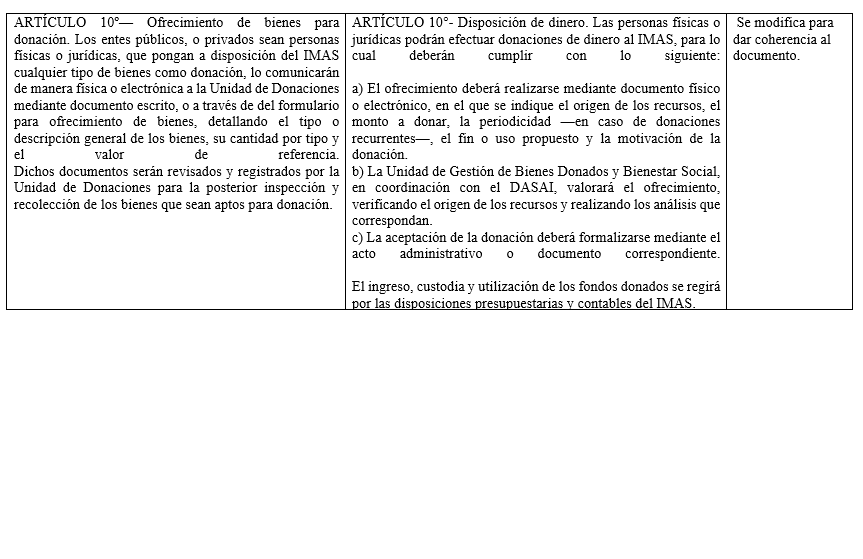 ARTÍCULO 10º— Ofrecimiento de bienes para
donación. Los entes públicos, o privados sean personas
físicas o jurídicas, que pongan a disposición del IMAS
cualquier tipo de bienes como donación, lo comunicarán
de manera física o electrónica a la Unidad de Donaciones
mediante documento escrito, o a través de del formulario
para ofrecimiento de bienes, detallando el tipo o
descripción general de los bienes, su cantidad por tipo y
el valor de referencia.
Dichos documentos serán revisados y registrados por la
Unidad de Donaciones para la posterior inspección y
recolección de los bienes que sean aptos para donación.
ARTÍCULO 10°- Disposición de dinero. Las personas físicas o
jurídicas podrán efectuar donaciones de dinero al IMAS, para lo
cual deberán cumplir con lo siguiente:
a) El ofrecimiento deberá realizarse mediante documento físico
o electrónico, en el que se indique el origen de los recursos, el
monto a donar, la periodicidad —en caso de donaciones
recurrentes—, el fin o uso propuesto y la motivación de la
donación.
b) La Unidad de Gestión de Bienes Donados y Bienestar Social,
en coordinación con el DASAI, valorará el ofrecimiento,
verificando el origen de los recursos y realizando los análisis que
correspondan.
c) La aceptación de la donación deberá formalizarse mediante el
acto administrativo o documento correspondiente.
El ingreso, custodia y utilización de los fondos donados se regirá
por las disposiciones presupuestarias y contables del IMAS.
Se modifica para
dar coherencia al
documento.